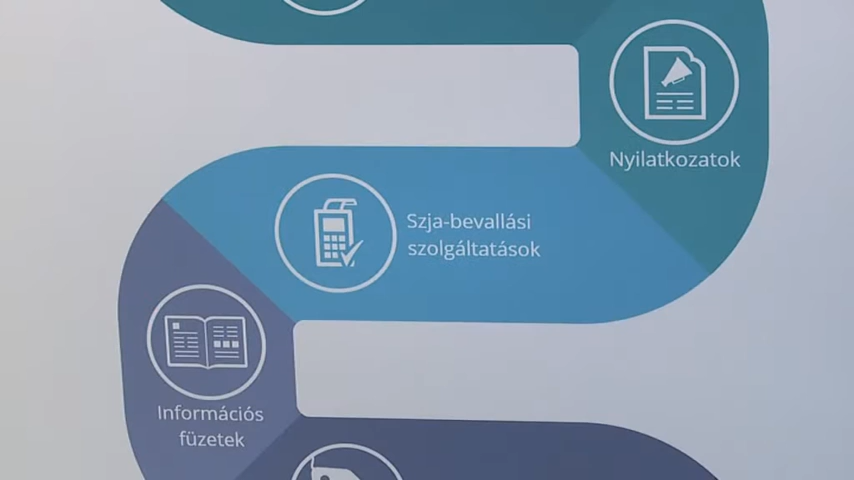 Nyilatkozatok
Szja-bevallási
szolgáltatások
Információs
füzetek